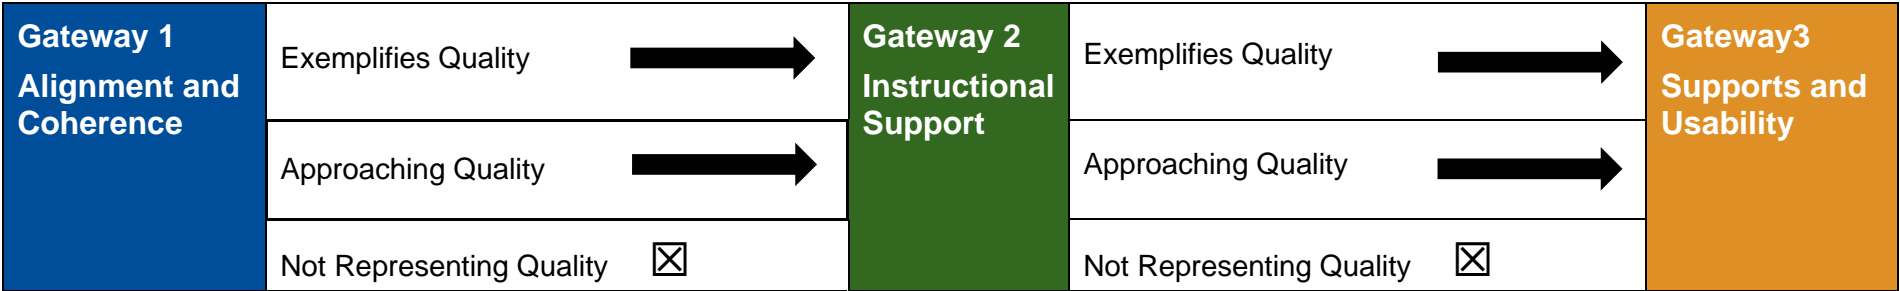 Gateway 1
Alignment and
Coherence
Exemplifies Quality
Approaching Quality
Not Representing Quality ☒
Gateway 2
Instructional
Support
Exemplifies Quality
Approaching Quality
Not Representing Quality ☒
Gateway3
Supports and
Usability